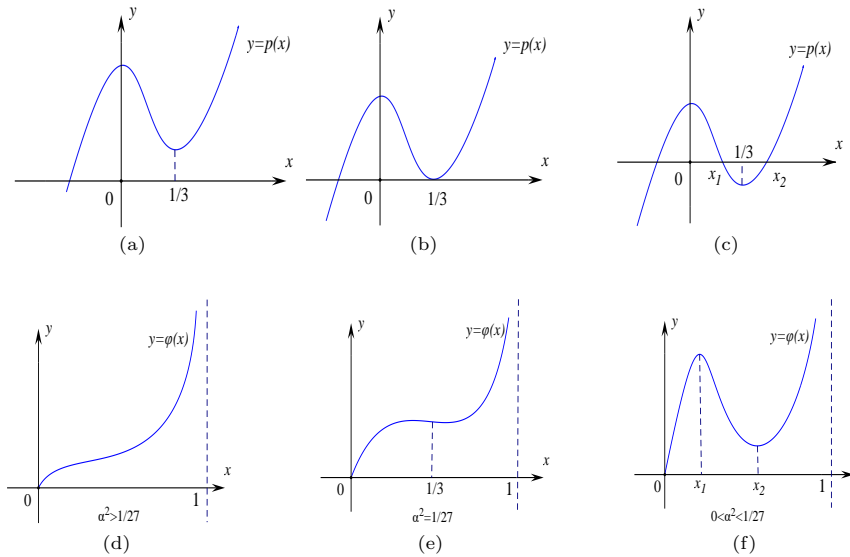 y
y=p(x)
x
0
1/3
(a)
y
y=p(x)
x
0
1/3
(b)
y
y=p(x)
1/3
x
0
x1
x2
(c)
y
y=φ(x)
x
0
1
α²>1/27
(d)
y
y=φ(x)
x
0
1/3
1
α²=1/27
(e)
y
y=φ(x)
x
0
x1
x2
1
0<α²<1/27
(f)